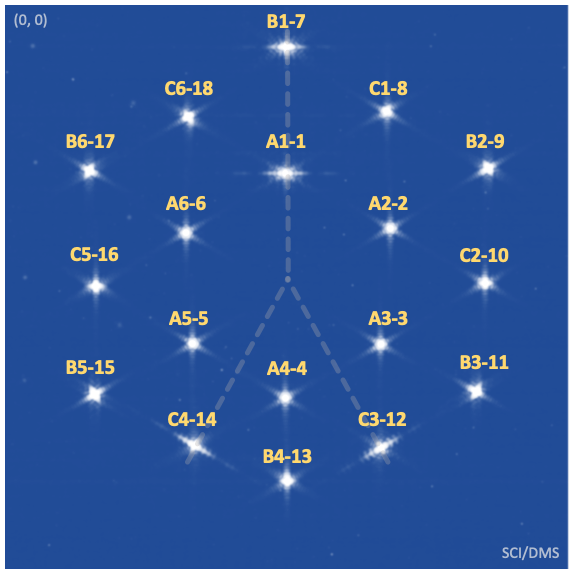 (0, 0)
B1-7
C6-18
C1-8
B6-17
A1-1
B2-9
A6-6
A2-2
C5-16
C2-10
A5-5
A3-3
B5-15
A4-4
B3-11
C4-14
C3-12
B4-13
SCI/DMS